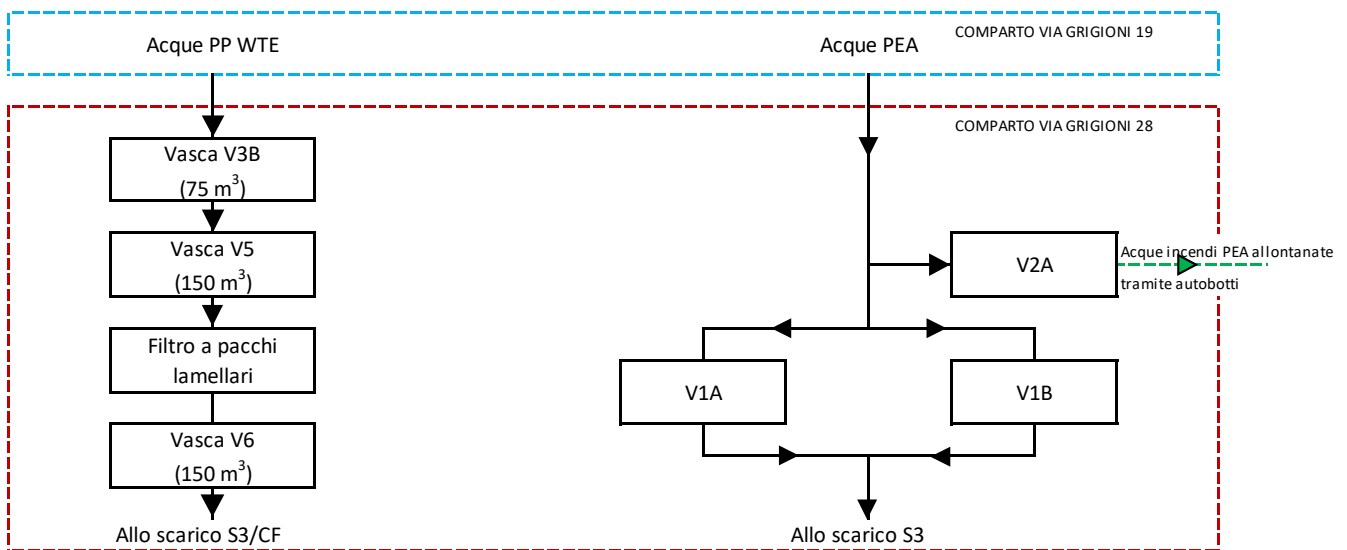 COMPARTO VIA GRIGIONI 19
Acque PP WTE
Acque PEA
COMPARTO VIA GRIGIONI 28
Vasca V3B
(75 m³)
Vasca V5
(150 m³)
V2A
Acque incendi PEA allontanate
tramite autobotti
Filtro a pacchi
lamellari
V1A
V1B
Vasca V6
(150 m³)
Allo scarico S3/CF
Allo scarico S3